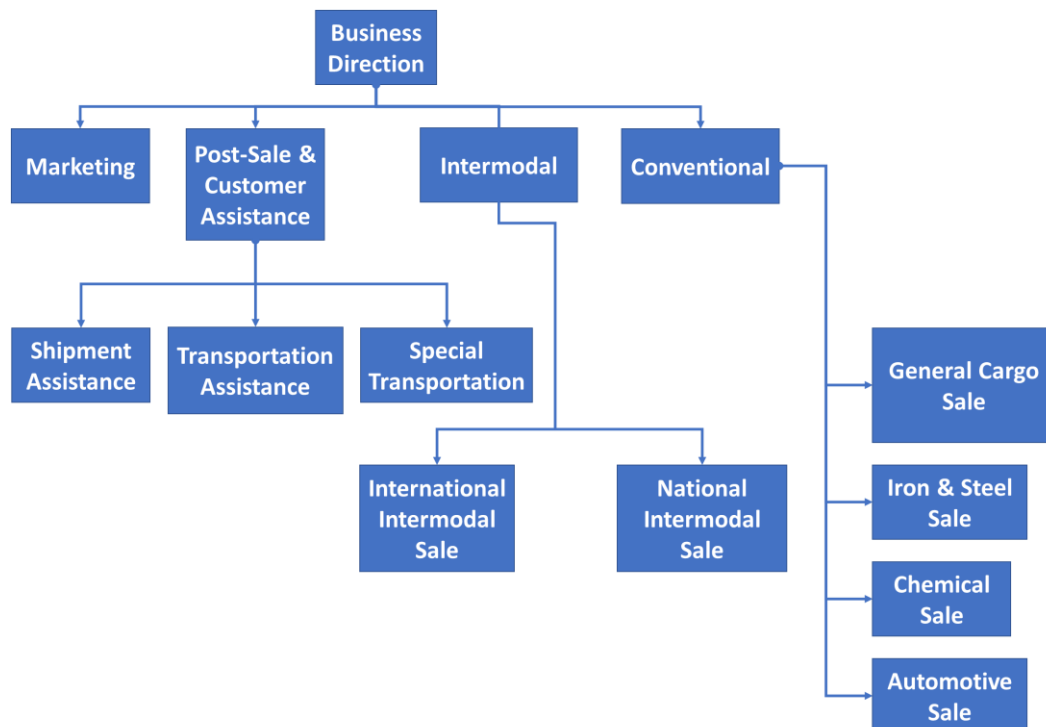 Business
Direction
Marketing
Post-Sale &
Customer
Assistance
Intermodal
Conventional
Shipment
Assistance
Transportation
Assistance
Special
Transportation
General Cargo
Sale
International
Intermodal
Sale
National
Intermodal
Sale
Iron & Steel
Sale
Chemical
Sale
Automotive
Sale